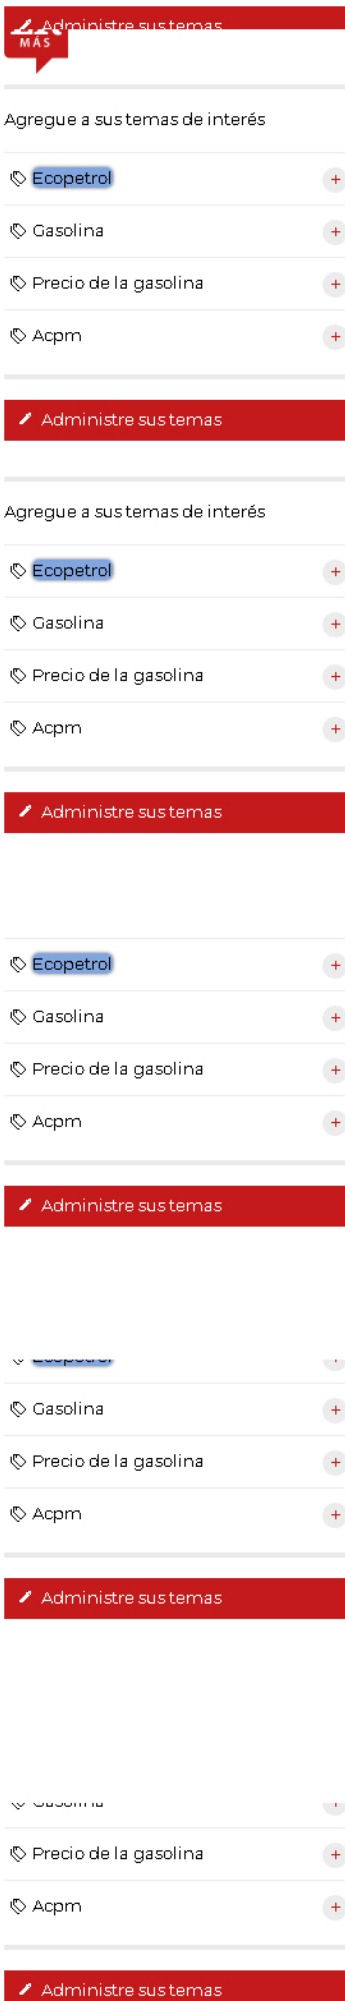 Administre sus temas
MÁS
Agregue a sus temas de interés
Ecopetrol
+
Gasolina
+
Precio de la gasolina
+
Acpm
+
Administre sus temas
Agregue a sus temas de interés
Ecopetrol
+
Gasolina
+
Precio de la gasolina
+
Acpm
+
Administre sus temas
Ecopetrol
+
Gasolina
+
Precio de la gasolina
+
Acpm
+
Administre sus temas
Ecopetrol
+
Gasolina
+
Precio de la gasolina
+
Acpm
+
Administre sus temas
Gasolina
+
Precio de la gasolina
+
Acpm
+
Administre sus temas